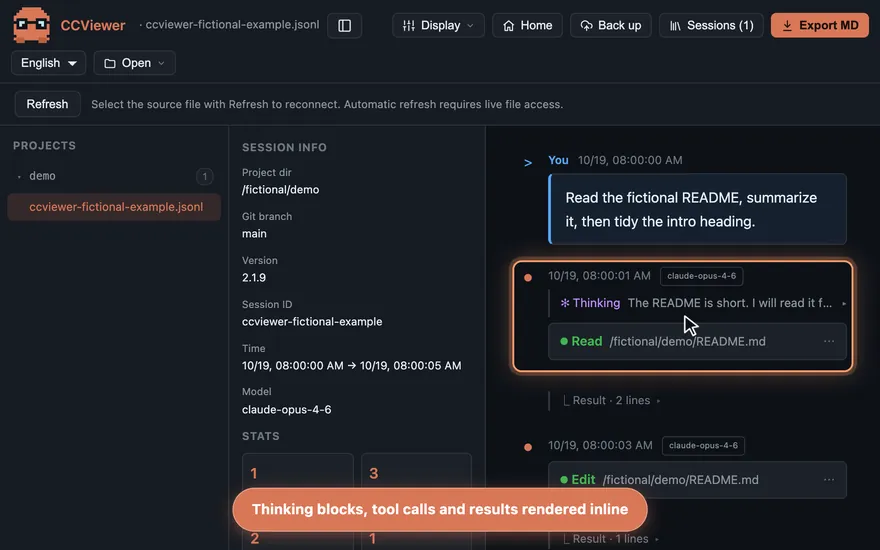 CCViewer · ccviewer-fictional-example.jsonl Display Home Back up Sessions (1) Export MD
English Open
Refresh Select the source file with Refresh to reconnect. Automatic refresh requires live file access.
PROJECTS
demo 1
ccviewer-fictional-example.jsonl
SESSION INFO
Project dir
/fictional/demo
Git branch
main
Version
2.1.9
Session ID
ccviewer-fictional-example
Time
10/19, 08:00:00 AM → 10/19, 08:00:05 AM
Model
claude-opus-4-6
STATS
1 3
2 1
> You 10/19, 08:00:00 AM
Read the fictional README, summarize
it, then tidy the intro heading.
10/19, 08:00:01 AM claude-opus-4-6
✻ Thinking The README is short. I will read it f...
Read /fictional/demo/README.md ...
Result · 2 lines
10/19, 08:00:03 AM claude-opus-4-6
Edit /fictional/demo/README.md ...
Result · 1 lines
Thinking blocks, tool calls and results rendered inline